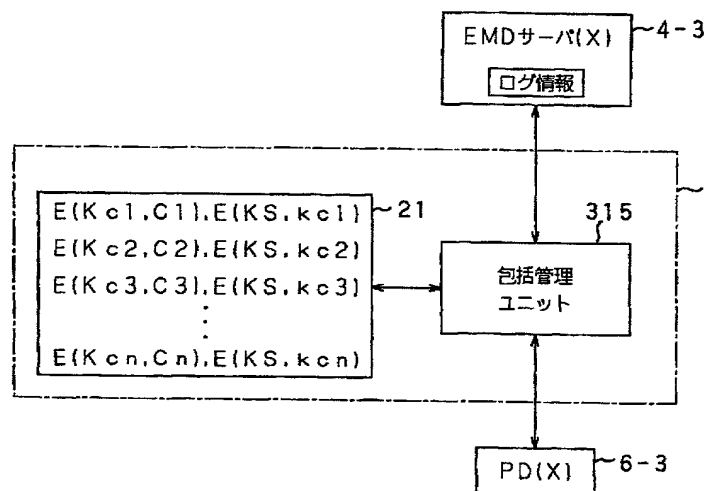 EMDサーバ(X)
4-3
ログ情報
E(Kc1,C1),E(KS,kc1)
E(Kc2,C2),E(KS,kc2)
E(Kc3,C3),E(KS,kc3)
⋮
E(Kcn,Cn),E(KS,kcn)
21
315
包括管理
ユニット
PD(X)
6-3